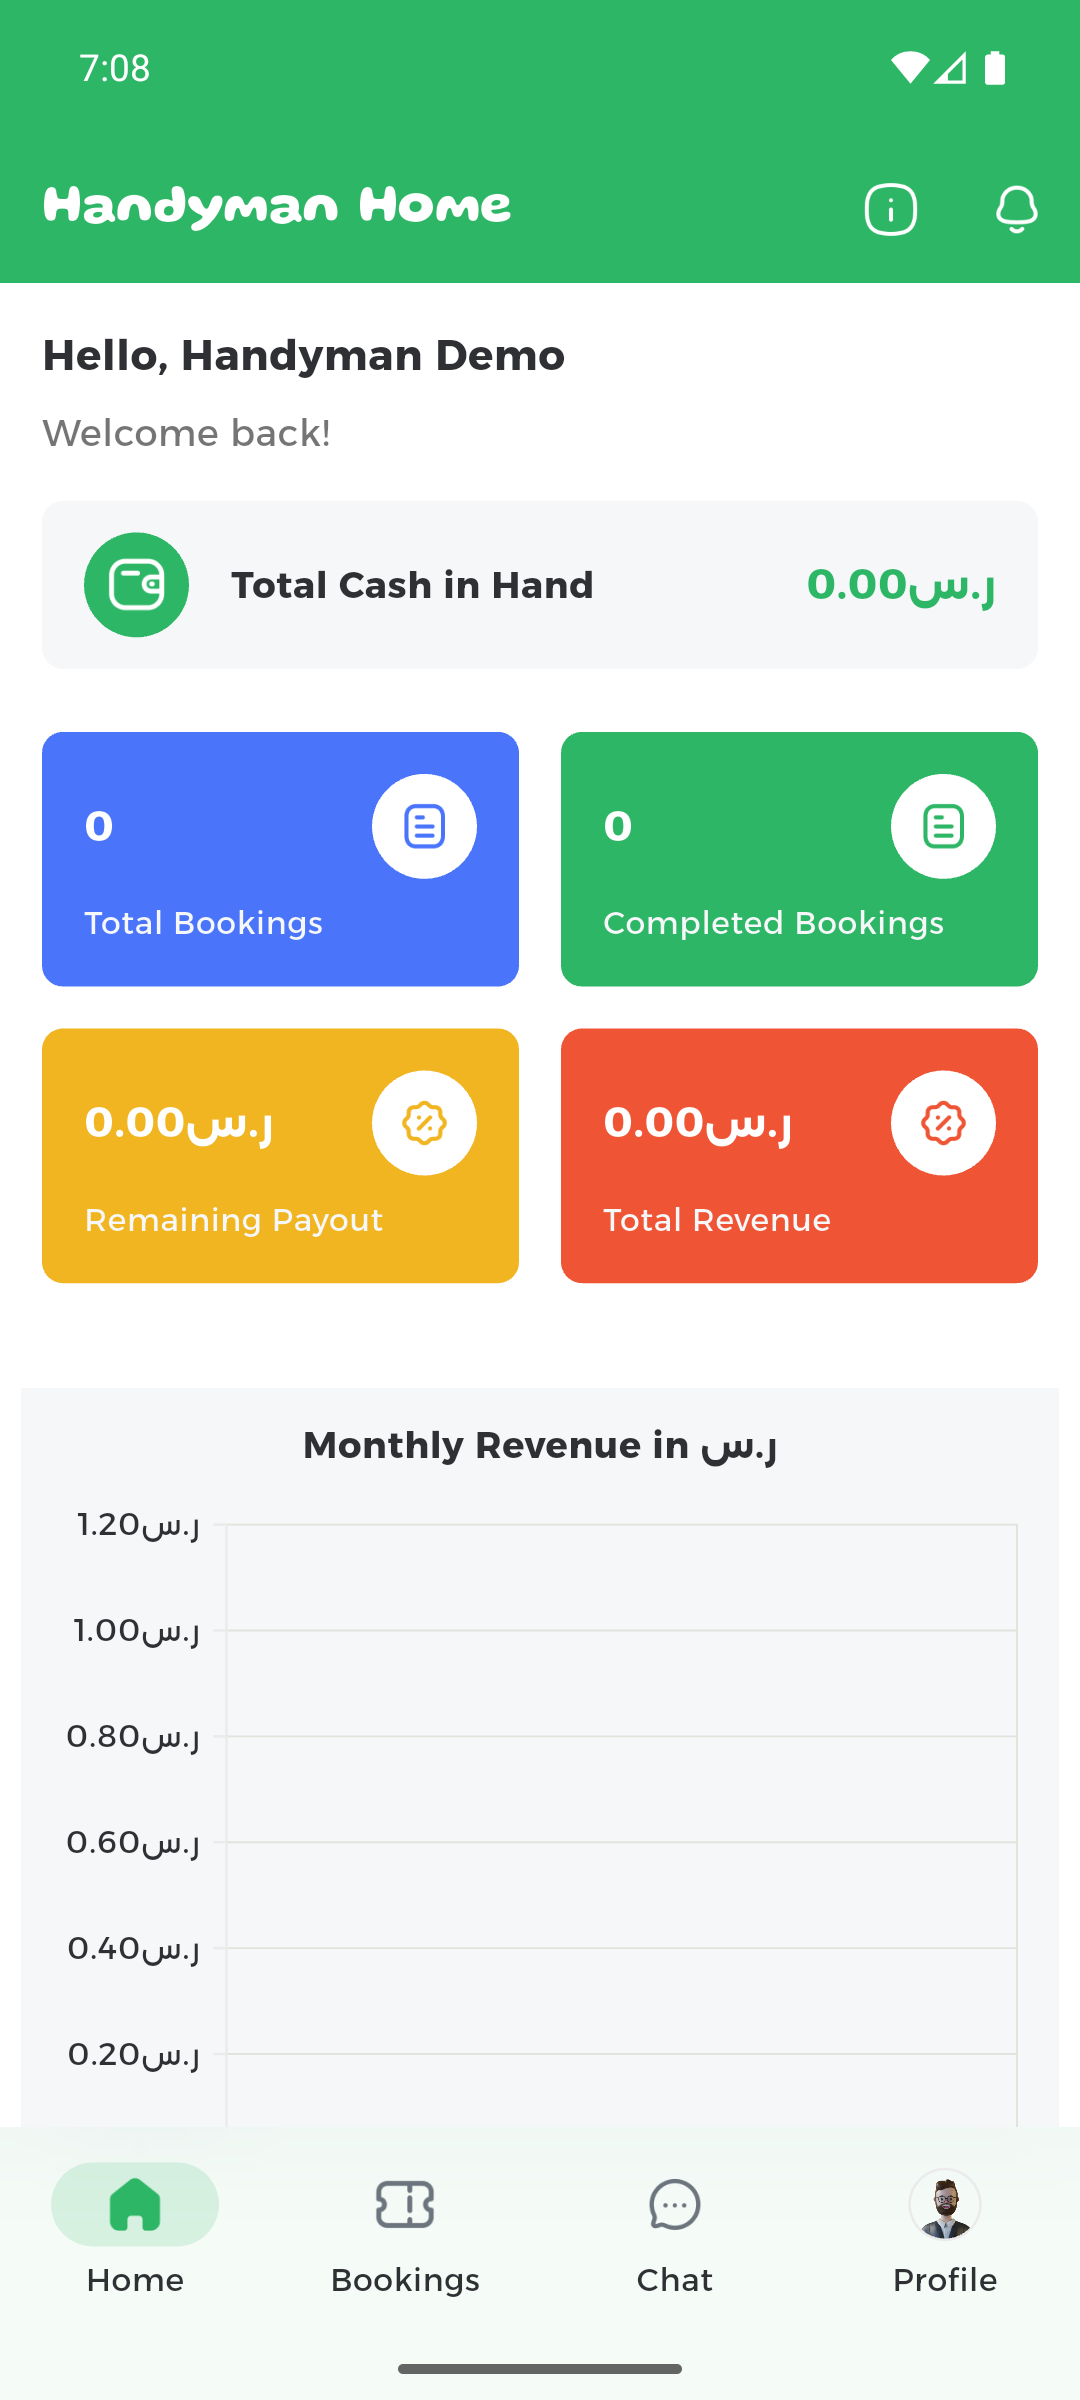 7:08
Handyman Home
Hello, Handyman Demo
Welcome back!
Total Cash in Hand
0.00ر.س
0
Total Bookings
0
Completed Bookings
0.00ر.س
Remaining Payout
0.00ر.س
Total Revenue
Monthly Revenue in ر.س
1.20ر.س
1.00ر.س
0.80ر.س
0.60ر.س
0.40ر.س
0.20ر.س
Home
Bookings
Chat
Profile